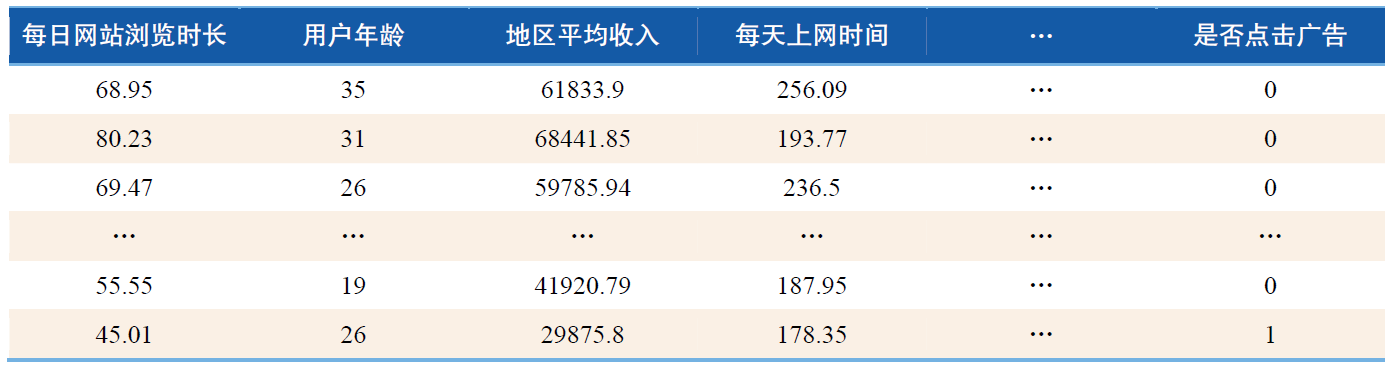 每日网站浏览时长 用户年龄 地区平均收入 每天上网时间 … 是否点击广告
68.95 35 61833.9 256.09 … 0
80.23 31 68441.85 193.77 … 0
69.47 26 59785.94 236.5 … 0
… … … … … …
55.55 19 41920.79 187.95 … 0
45.01 26 29875.8 178.35 … 1